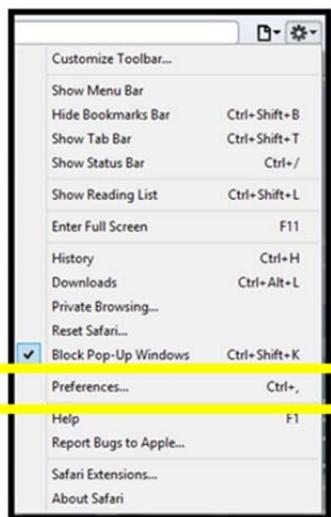 Customize Toolbar...
Show Menu Bar
Hide Bookmarks Bar Ctrl+Shift+B
Show Tab Bar Ctrl+Shift+T
Show Status Bar Ctrl+/
Show Reading List Ctrl+Shift+L
Enter Full Screen F11
History Ctrl+H
Downloads Ctrl+Alt+L
Private Browsing...
Reset Safari...
Block Pop-Up Windows Ctrl+Shift+K
Preferences... Ctrl+,
Help F1
Report Bugs to Apple...
Safari Extensions...
About Safari